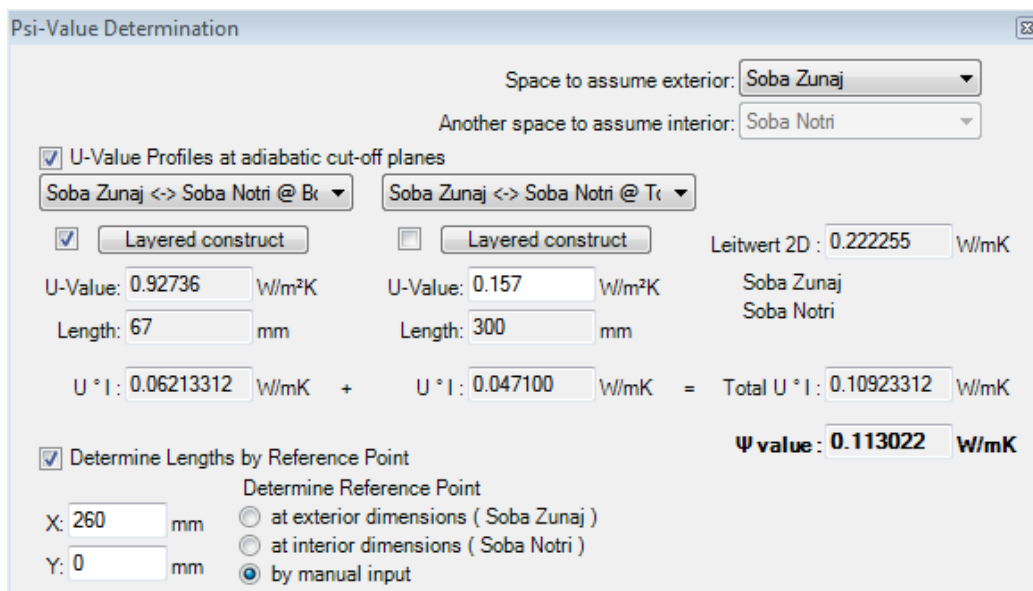 Psi-Value Determination
Space to assume exterior: Soba Zunaj
Another space to assume interior: Soba Notri
U-Value Profiles at adiabatic cut-off planes
Soba Zunaj <-> Soba Notri @ Bo Soba Zunaj <-> Soba Notri @ To
Layered construct Layered construct Leitwert 2D : 0.222255 W/mK
U-Value: 0.92736 W/m²K U-Value: 0.157 W/m²K Soba Zunaj
Length: 67 mm Length: 300 mm Soba Notri
U * l : 0.06213312 W/mK + U * l : 0.047100 W/mK = Total U * l : 0.10923312 W/mK
Ψ value : 0.113022 W/mK
Determine Lengths by Reference Point
Determine Reference Point
X: 260 mm at exterior dimensions ( Soba Zunaj )
at interior dimensions ( Soba Notri )
Y: 0 mm by manual input